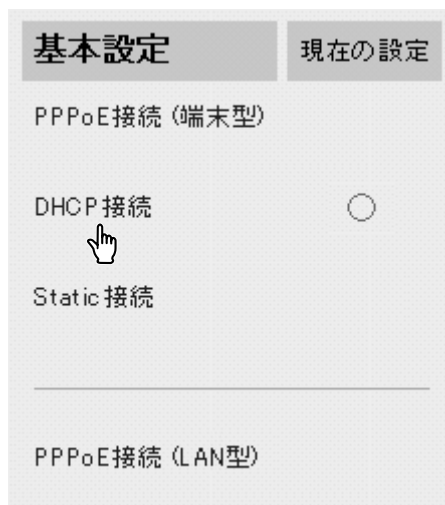 基本設定 現在の設定
PPPoE接続 (端末型)
DHCP接続 ○
Static接続
PPPoE接続 (LAN型)